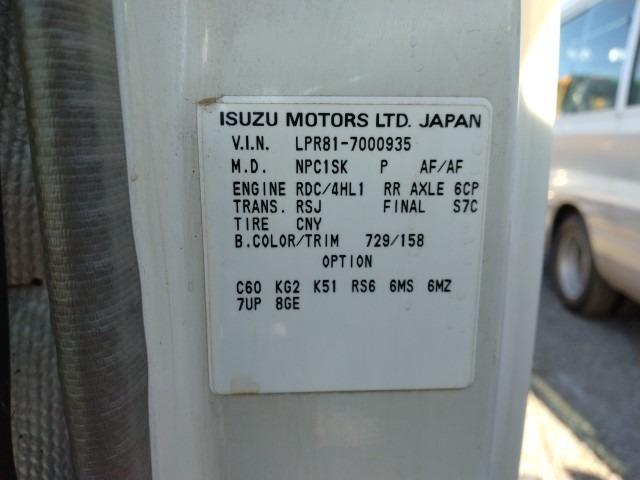 ISUZU MOTORS LTD. JAPAN
V.I.N. LPR81-7000935
M.D. NPC1SK P AF/AF
ENGINE RDC/4HL1 RR AXLE 6CP
TRANS. RSJ FINAL S7C
TIRE CNY
B.COLOR/TRIM 729/158
OPTION
C60 KG2 K51 RS6 6MS 6MZ
7UP 8GE